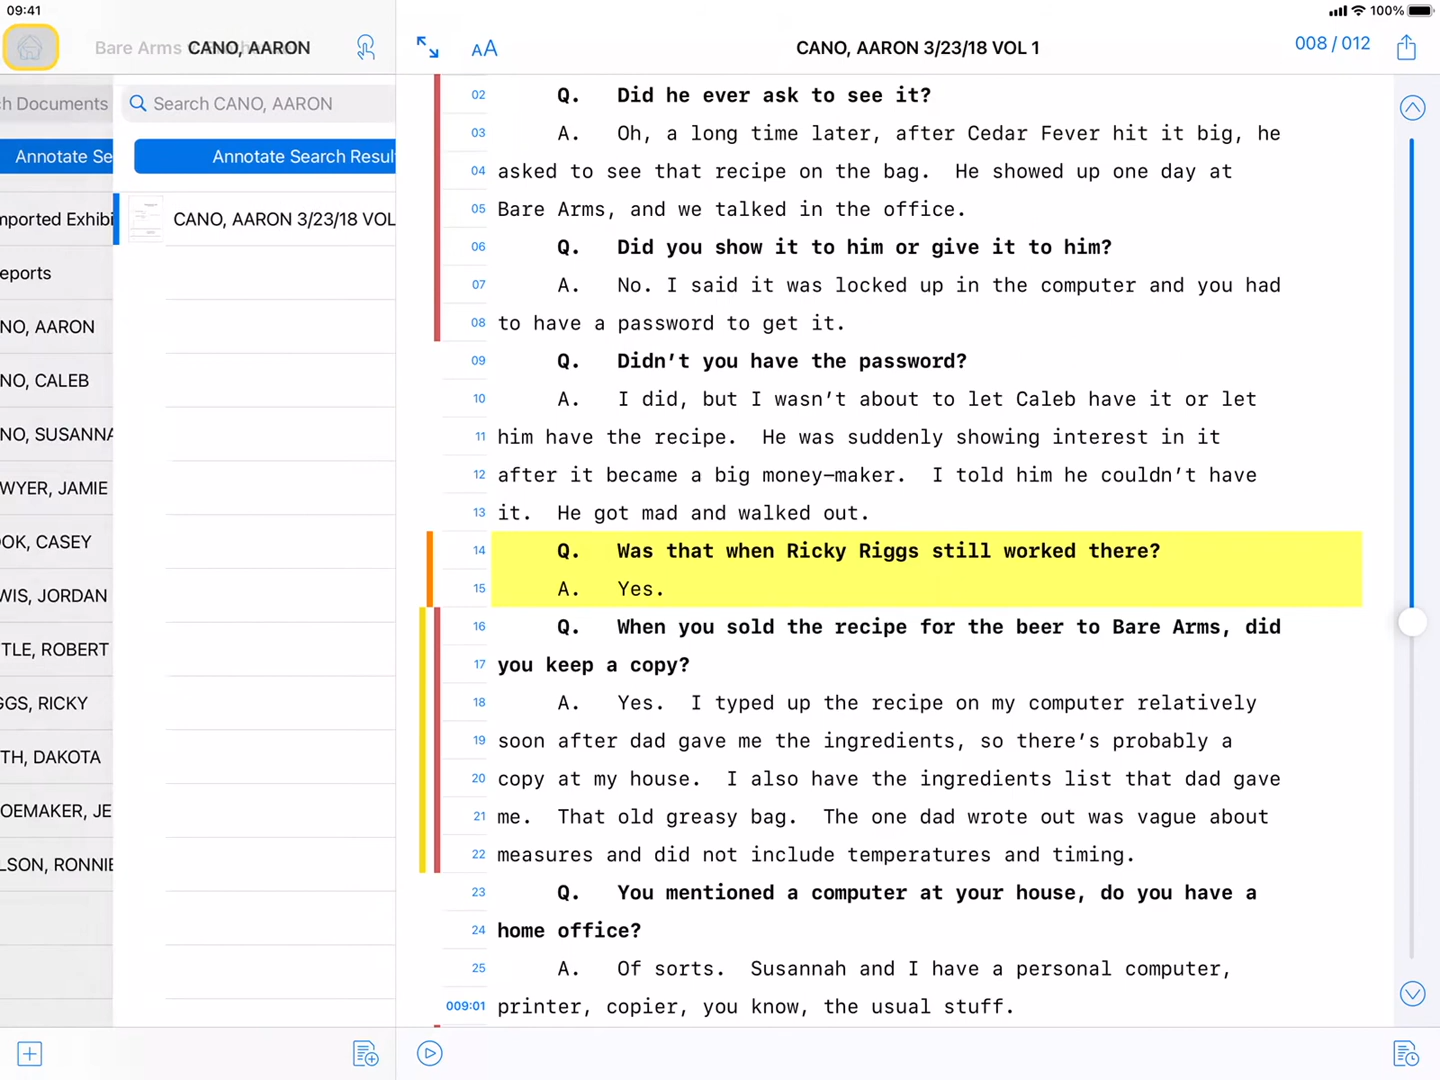 09:41
100%
Bare Arms
CANO, AARON
AA
CANO, AARON 3/23/18 VOL 1
008 / 012
ch Documents
Search CANO, AARON
Annotate Se
Annotate Search Resul
mported Exhibi
CANO, AARON 3/23/18 VOL
eports
NO, AARON
NO, CALEB
NO, SUSANNA
WYER, JAMIE
OK, CASEY
WIS, JORDAN
TLE, ROBERT
GGS, RICKY
TH, DAKOTA
OEMAKER, JE
LSON, RONNIE
02 Q. Did he ever ask to see it?
03 A. Oh, a long time later, after Cedar Fever hit it big, he
04 asked to see that recipe on the bag. He showed up one day at
05 Bare Arms, and we talked in the office.
06 Q. Did you show it to him or give it to him?
07 A. No. I said it was locked up in the computer and you had
08 to have a password to get it.
09 Q. Didn't you have the password?
10 A. I did, but I wasn't about to let Caleb have it or let
11 him have the recipe. He was suddenly showing interest in it
12 after it became a big money—maker. I told him he couldn't have
13 it. He got mad and walked out.
14 Q. Was that when Ricky Riggs still worked there?
15 A. Yes.
16 Q. When you sold the recipe for the beer to Bare Arms, did
17 you keep a copy?
18 A. Yes. I typed up the recipe on my computer relatively
19 soon after dad gave me the ingredients, so there's probably a
20 copy at my house. I also have the ingredients list that dad gave
21 me. That old greasy bag. The one dad wrote out was vague about
22 measures and did not include temperatures and timing.
23 Q. You mentioned a computer at your house, do you have a
24 home office?
25 A. Of sorts. Susannah and I have a personal computer,
009:01 printer, copier, you know, the usual stuff.